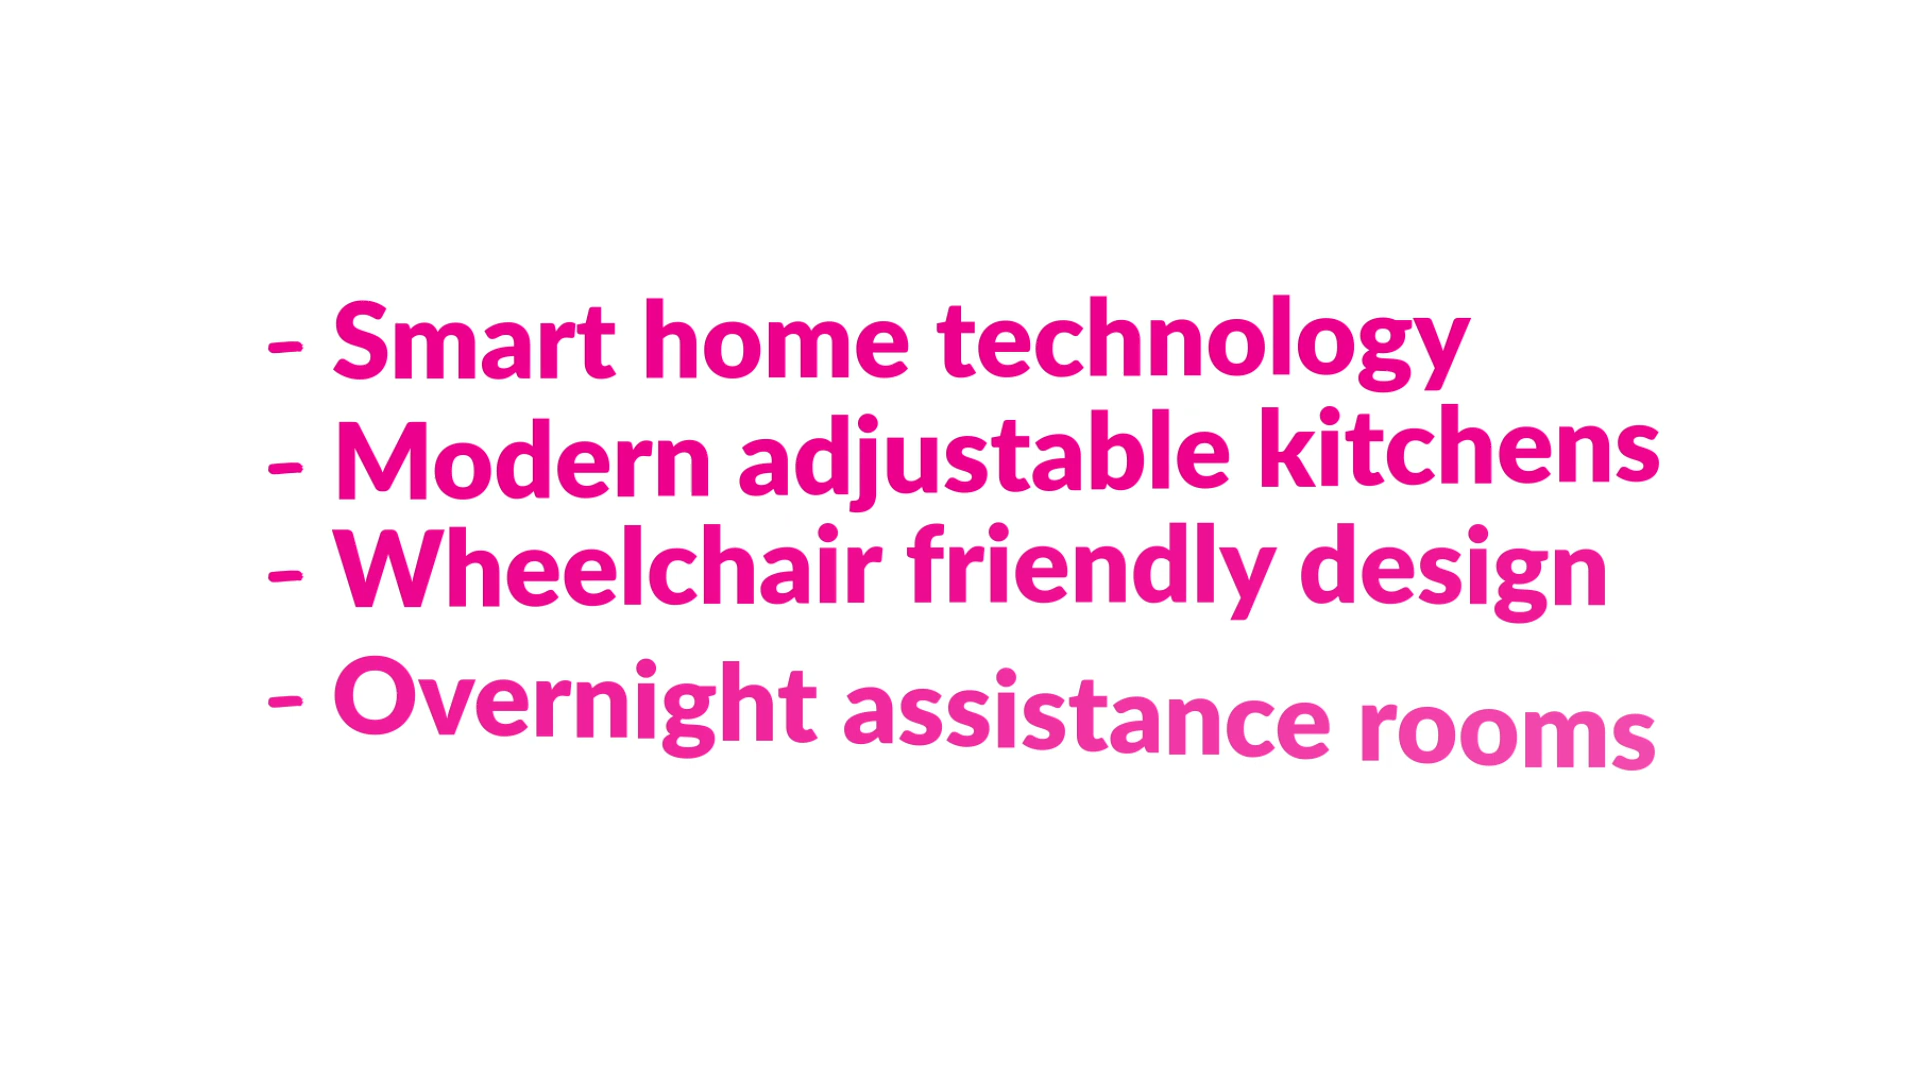 - Smart home technology
- Modern adjustable kitchens
- Wheelchair friendly design
- Overnight assistance rooms